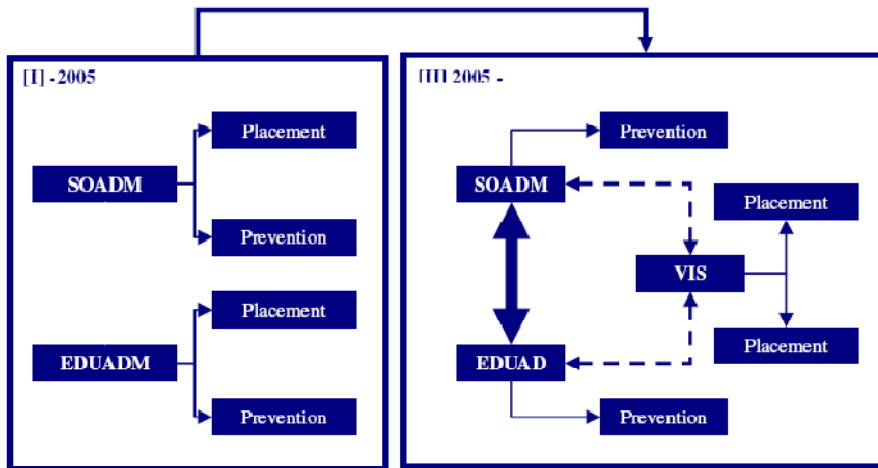 [I] - 2005
Placement
SOADM
Prevention
Placement
EDUADM
Prevention
[II] 2005 -
Prevention
SOADM
Placement
VIS
Placement
EDUAD
Prevention